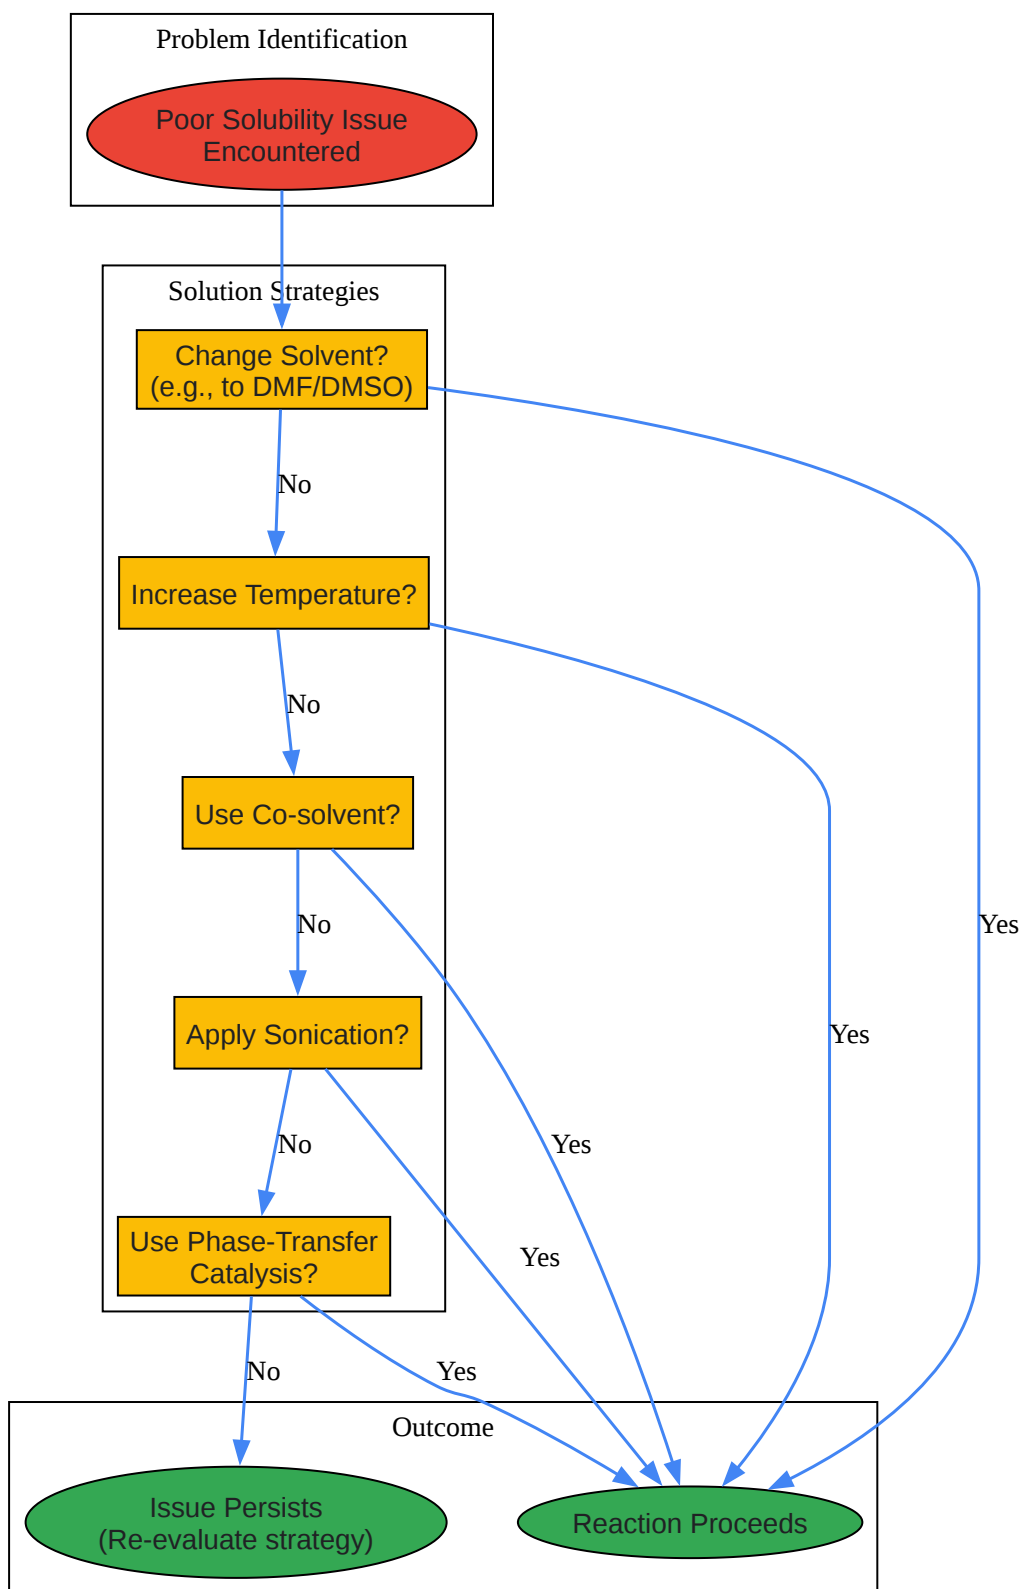 Problem Identification
Poor Solubility Issue
Encountered
Solution Strategies
Change Solvent?
(e.g., to DMF/DMSO)
No
Increase Temperature?
No
Use Co-solvent?
No
Yes
Apply Sonication?
Yes
No
Yes
Use Phase-Transfer
Catalysis?
Yes
No
Yes
Outcome
Issue Persists
(Re-evaluate strategy)
Reaction Proceeds